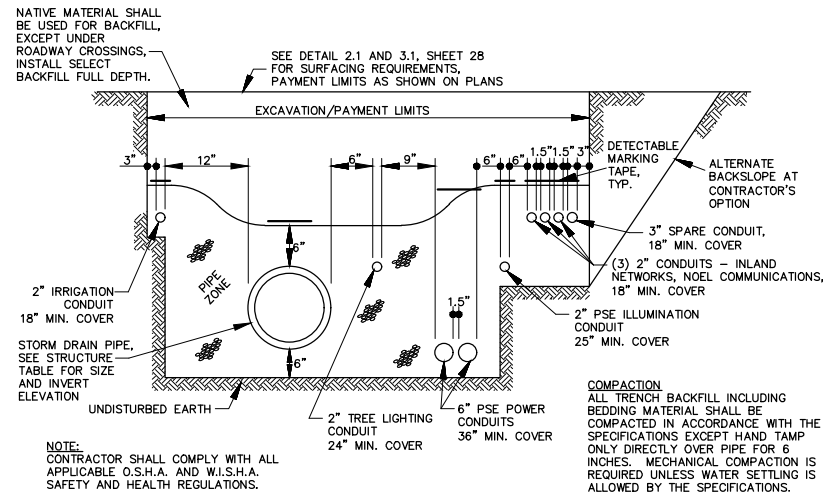 NATIVE MATERIAL SHALL
BE USED FOR BACKFILL,
EXCEPT UNDER
ROADWAY CROSSINGS,
INSTALL SELECT
BACKFILL FULL DEPTH.
SEE DETAIL 2.1 AND 3.1, SHEET 28
FOR SURFACING REQUIREMENTS,
PAYMENT LIMITS AS SHOWN ON PLANS
EXCAVATION/PAYMENT LIMITS
3"
12"
6"
9"
6"
6"
1.5"
1.5"
3"
DETECTABLE
MARKING
TAPE,
TYP.
ALTERNATE
BACKSLOPE AT
CONTRACTOR'S
OPTION
3" SPARE CONDUIT,
18" MIN. COVER
(3) 2" CONDUITS – INLAND
NETWORKS, NOEL COMMUNICATIONS,
18" MIN. COVER
2" PSE ILLUMINATION
CONDUIT
25" MIN. COVER
6"
PIPE
ZONE
1.5"
6"
2" IRRIGATION
CONDUIT
18" MIN. COVER
STORM DRAIN PIPE,
SEE STRUCTURE
TABLE FOR SIZE
AND INVERT
ELEVATION
UNDISTURBED EARTH
2" TREE LIGHTING
CONDUIT
24" MIN. COVER
6" PSE POWER
CONDUITS
36" MIN. COVER
NOTE:
CONTRACTOR SHALL COMPLY WITH ALL
APPLICABLE O.S.H.A. AND W.I.S.H.A.
SAFETY AND HEALTH REGULATIONS.
COMPACTION
ALL TRENCH BACKFILL INCLUDING
BEDDING MATERIAL SHALL BE
COMPACTED IN ACCORDANCE WITH THE
SPECIFICATIONS EXCEPT HAND TAMP
ONLY DIRECTLY OVER PIPE FOR 6
INCHES. MECHANICAL COMPACTION IS
REQUIRED UNLESS WATER SETTLING IS
ALLOWED BY THE SPECIFICATIONS.